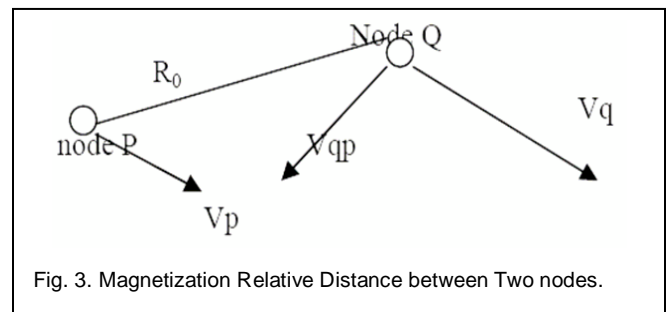 Node Q
R₀
Vq
node P
Vqp
Vp
Fig. 3. Magnetization Relative Distance between Two nodes.